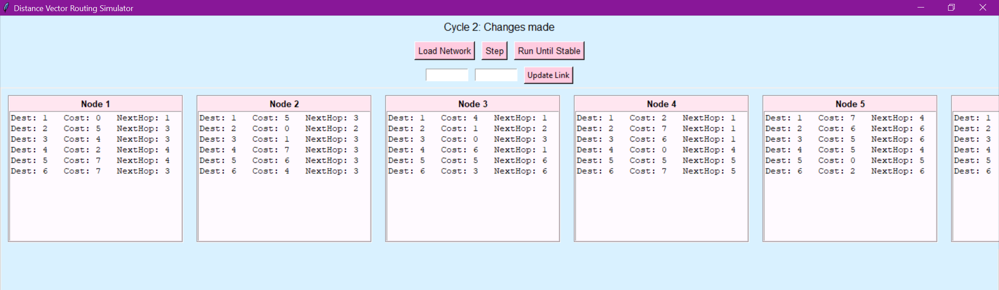 Distance Vector Routing Simulator
Cycle 2: Changes made
Load Network Step Run Until Stable
Update Link
Node 1
Dest: 1 Cost: 0 NextHop: 1
Dest: 2 Cost: 5 NextHop: 3
Dest: 3 Cost: 4 NextHop: 3
Dest: 4 Cost: 2 NextHop: 4
Dest: 5 Cost: 7 NextHop: 4
Dest: 6 Cost: 7 NextHop: 3
Node 2
Dest: 1 Cost: 5 NextHop: 3
Dest: 2 Cost: 0 NextHop: 2
Dest: 3 Cost: 1 NextHop: 3
Dest: 4 Cost: 7 NextHop: 3
Dest: 5 Cost: 6 NextHop: 3
Dest: 6 Cost: 4 NextHop: 3
Node 3
Dest: 1 Cost: 4 NextHop: 1
Dest: 2 Cost: 1 NextHop: 2
Dest: 3 Cost: 0 NextHop: 3
Dest: 4 Cost: 6 NextHop: 1
Dest: 5 Cost: 5 NextHop: 6
Dest: 6 Cost: 3 NextHop: 6
Node 4
Dest: 1 Cost: 2 NextHop: 1
Dest: 2 Cost: 7 NextHop: 1
Dest: 3 Cost: 6 NextHop: 1
Dest: 4 Cost: 0 NextHop: 4
Dest: 5 Cost: 5 NextHop: 5
Dest: 6 Cost: 7 NextHop: 5
Node 5
Dest: 1 Cost: 7 NextHop: 4
Dest: 2 Cost: 6 NextHop: 6
Dest: 3 Cost: 5 NextHop: 6
Dest: 4 Cost: 5 NextHop: 4
Dest: 5 Cost: 0 NextHop: 5
Dest: 6 Cost: 2 NextHop: 6
Dest: 1
Dest: 2
Dest: 3
Dest: 4
Dest: 5
Dest: 6